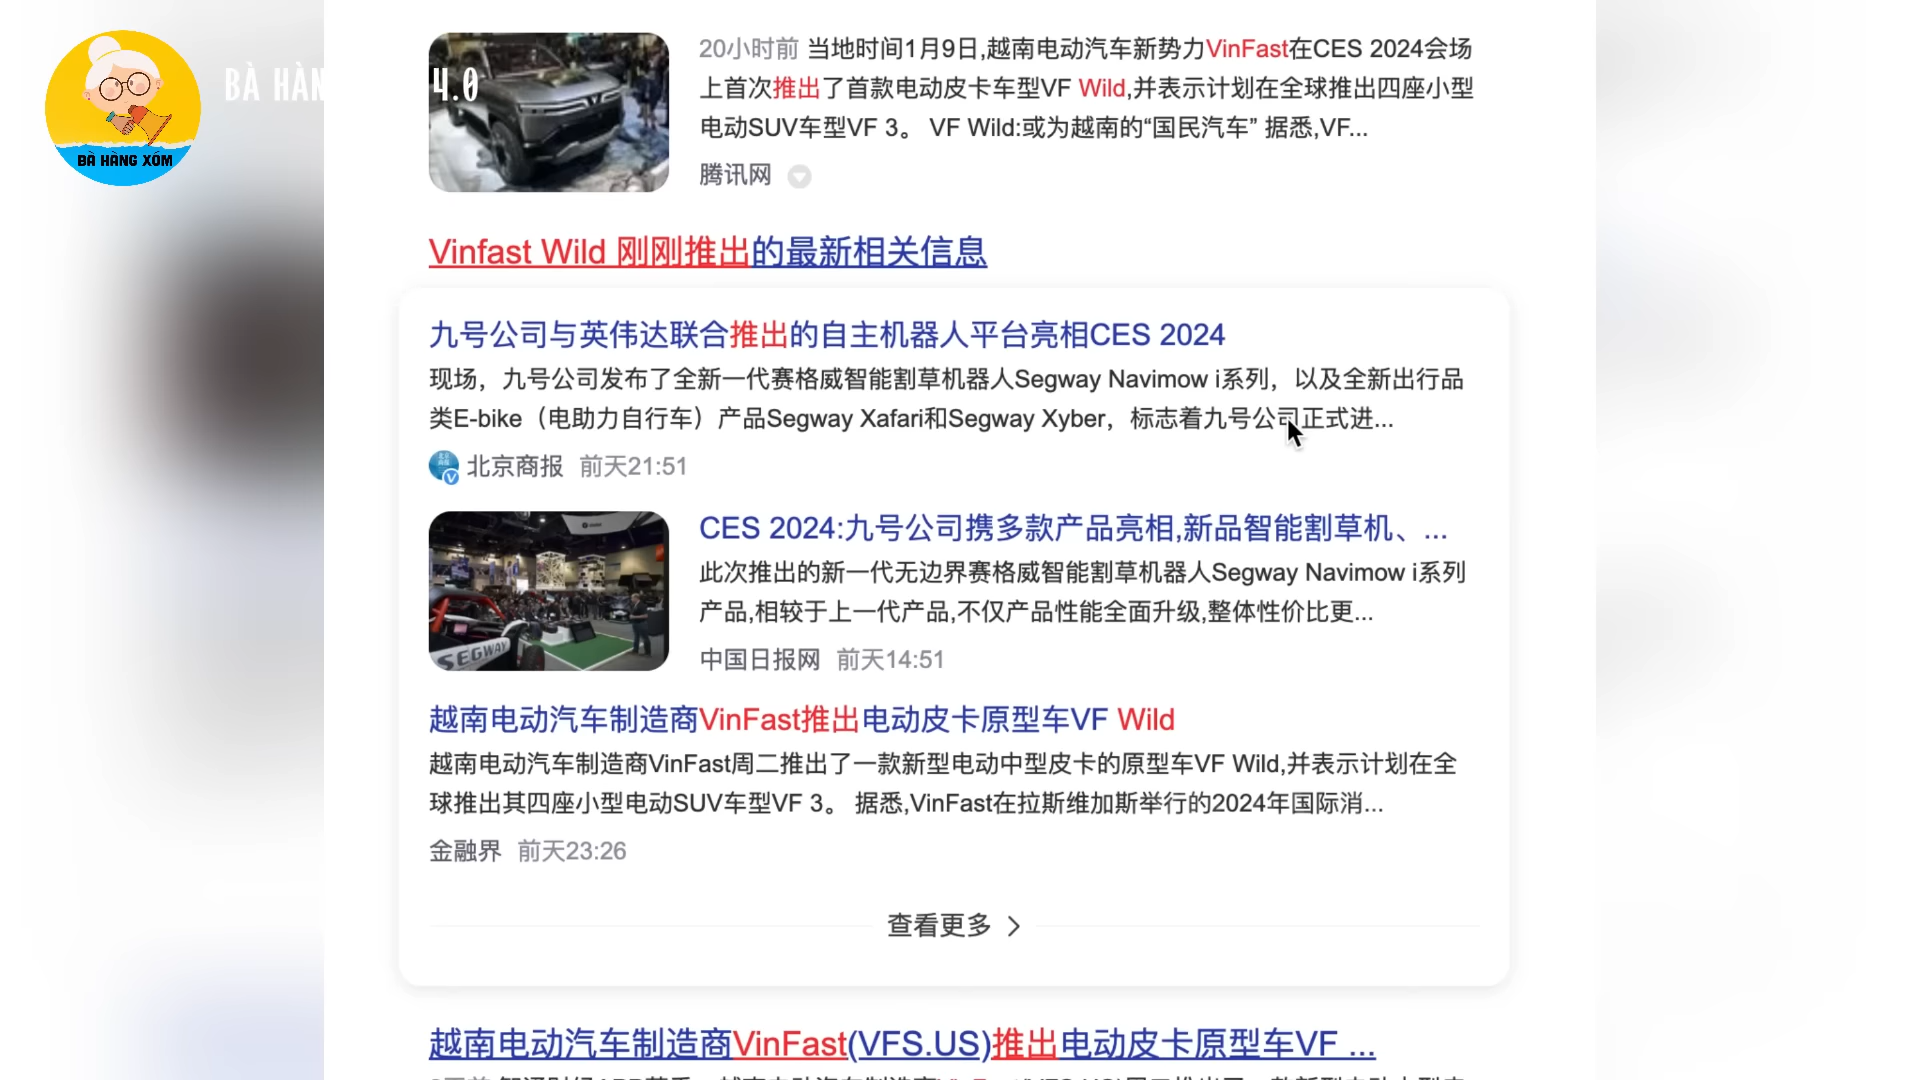 BÀ HÀN 4.0
BÀ HÀNG XÓM
20小时前 当地时间1月9日,越南电动汽车新势力VinFast在CES 2024会场
上首次推出了首款电动皮卡车型VF Wild,并表示计划在全球推出四座小型
电动SUV车型VF 3。 VF Wild:或为越南的“国民汽车” 据悉,VF...
腾讯网
Vinfast Wild 刚刚推出的最新相关信息
九号公司与英伟达联合推出的自主机器人平台亮相CES 2024
现场，九号公司发布了全新一代赛格威智能割草机器人Segway Navimow i系列，以及全新出行品
类E-bike（电助力自行车）产品Segway Xafari和Segway Xyber，标志着九号公司正式进...
北京商报 前天21:51
SEGWAY
CES 2024:九号公司携多款产品亮相,新品智能割草机、...
此次推出的新一代无边界赛格威智能割草机器人Segway Navimow i系列
产品,相较于上一代产品,不仅产品性能全面升级,整体性价比更...
中国日报网 前天14:51
越南电动汽车制造商VinFast推出电动皮卡原型车VF Wild
越南电动汽车制造商VinFast周二推出了一款新型电动中型皮卡的原型车VF Wild,并表示计划在全
球推出其四座小型电动SUV车型VF 3。 据悉,VinFast在拉斯维加斯举行的2024年国际消...
金融界 前天23:26
查看更多
越南电动汽车制造商VinFast(VFS.US)推出电动皮卡原型车VF ...